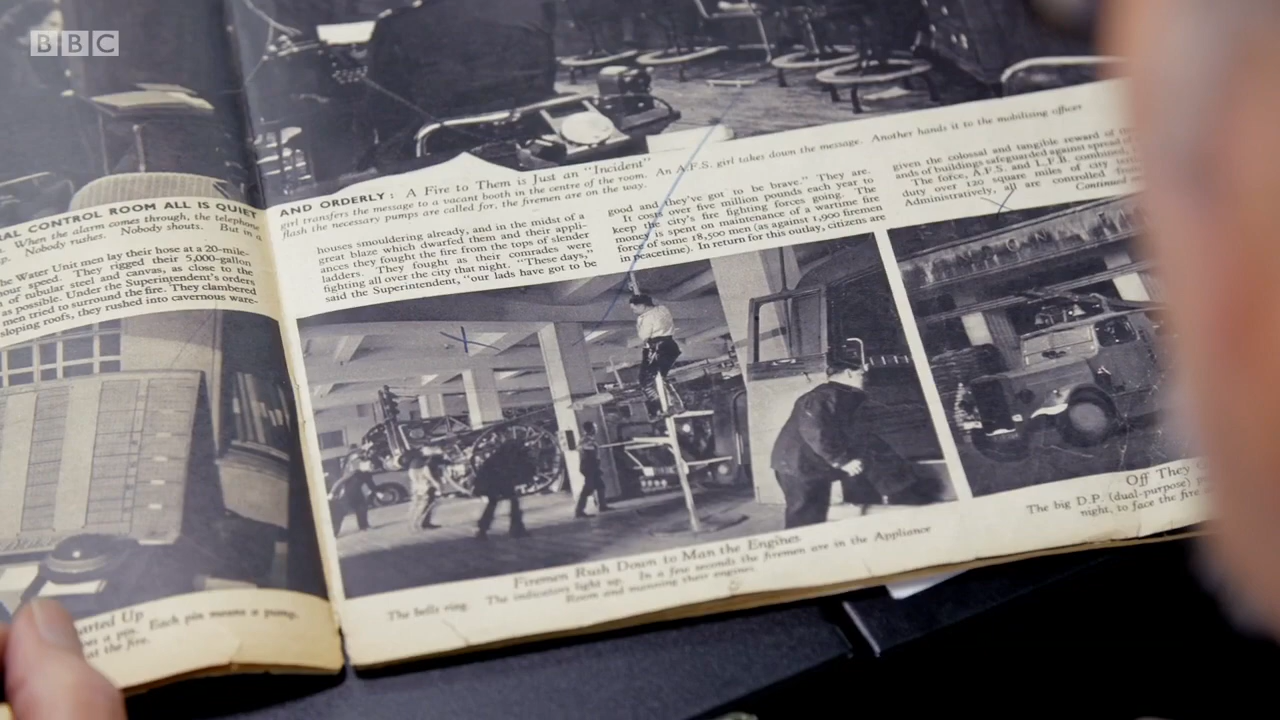 BBC
RAL CONTROL ROOM ALL IS QUIET
When the alarm comes through, the telephone
Nobody rushes. Nobody shouts. But in a
Water Unit men lay their hose at a 20-mile-
our speed. They rigged their 5,000-gallon
of tubular steel and canvas, as close to the
as possible. Under the Superintendent's orders
men tried to surround the fire. They clambered
sloping roofs, they rushed into cavernous ware-
arted Up
a pin. Each pin means a pump.
at the fire.
AND ORDERLY: A Fire to Them is Just an "Incident"
girl transfers the message to a vacant booth in the centre of the room. An A.F.S. girl takes down the message. Another hands it to the mobilising officer
flash the necessary pumps are called for, the firemen are on the way.
houses smouldering already, and in the midst of a
great blaze which dwarfed them and their appli-
ances they fought the fire from the tops of slender
ladders. They fought as their comrades were
fighting all over the city that night. "These days,"
said the Superintendent, "our lads have got to be
good and they've got to be brave." They are.
It costs over five million pounds each year to
keep the city's fire fighting forces going. The
money is spent on maintenance of a wartime fire
force of some 18,500 men (as against 1,900 firemen
in peacetime). In return for this outlay, citizens are
given the colossal and tangible reward of
ands of buildings safeguarded against spread of
The force, A.F.S. and L.F.B. combined,
duty over 120 square miles of city
Administratively, all are controlled from
Continued
Firemen Rush Down to Man the Engines
The bells ring. The indicators light up. In a few seconds the firemen are in the Appliance
Room and manning their engines.
Off They
The big D.P. (dual-purpose)
night, to face the fire